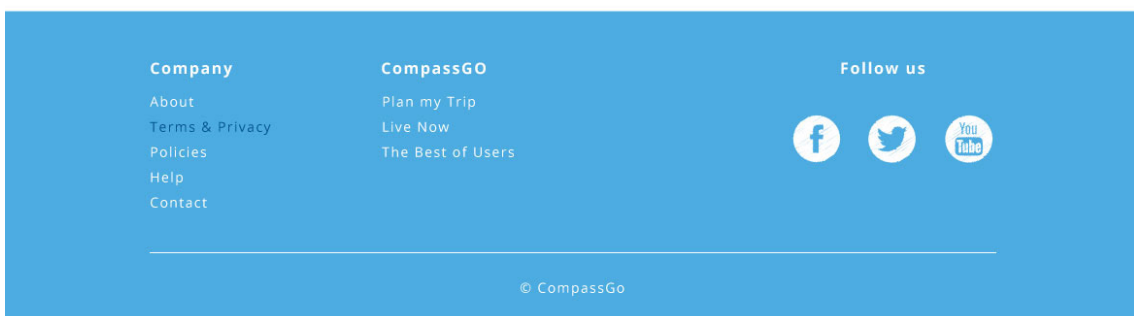 Company
About
Terms & Privacy
Policies
Help
Contact
CompassGO
Plan my Trip
Live Now
The Best of Users
Follow us
f
You
Tube
© CompassGo